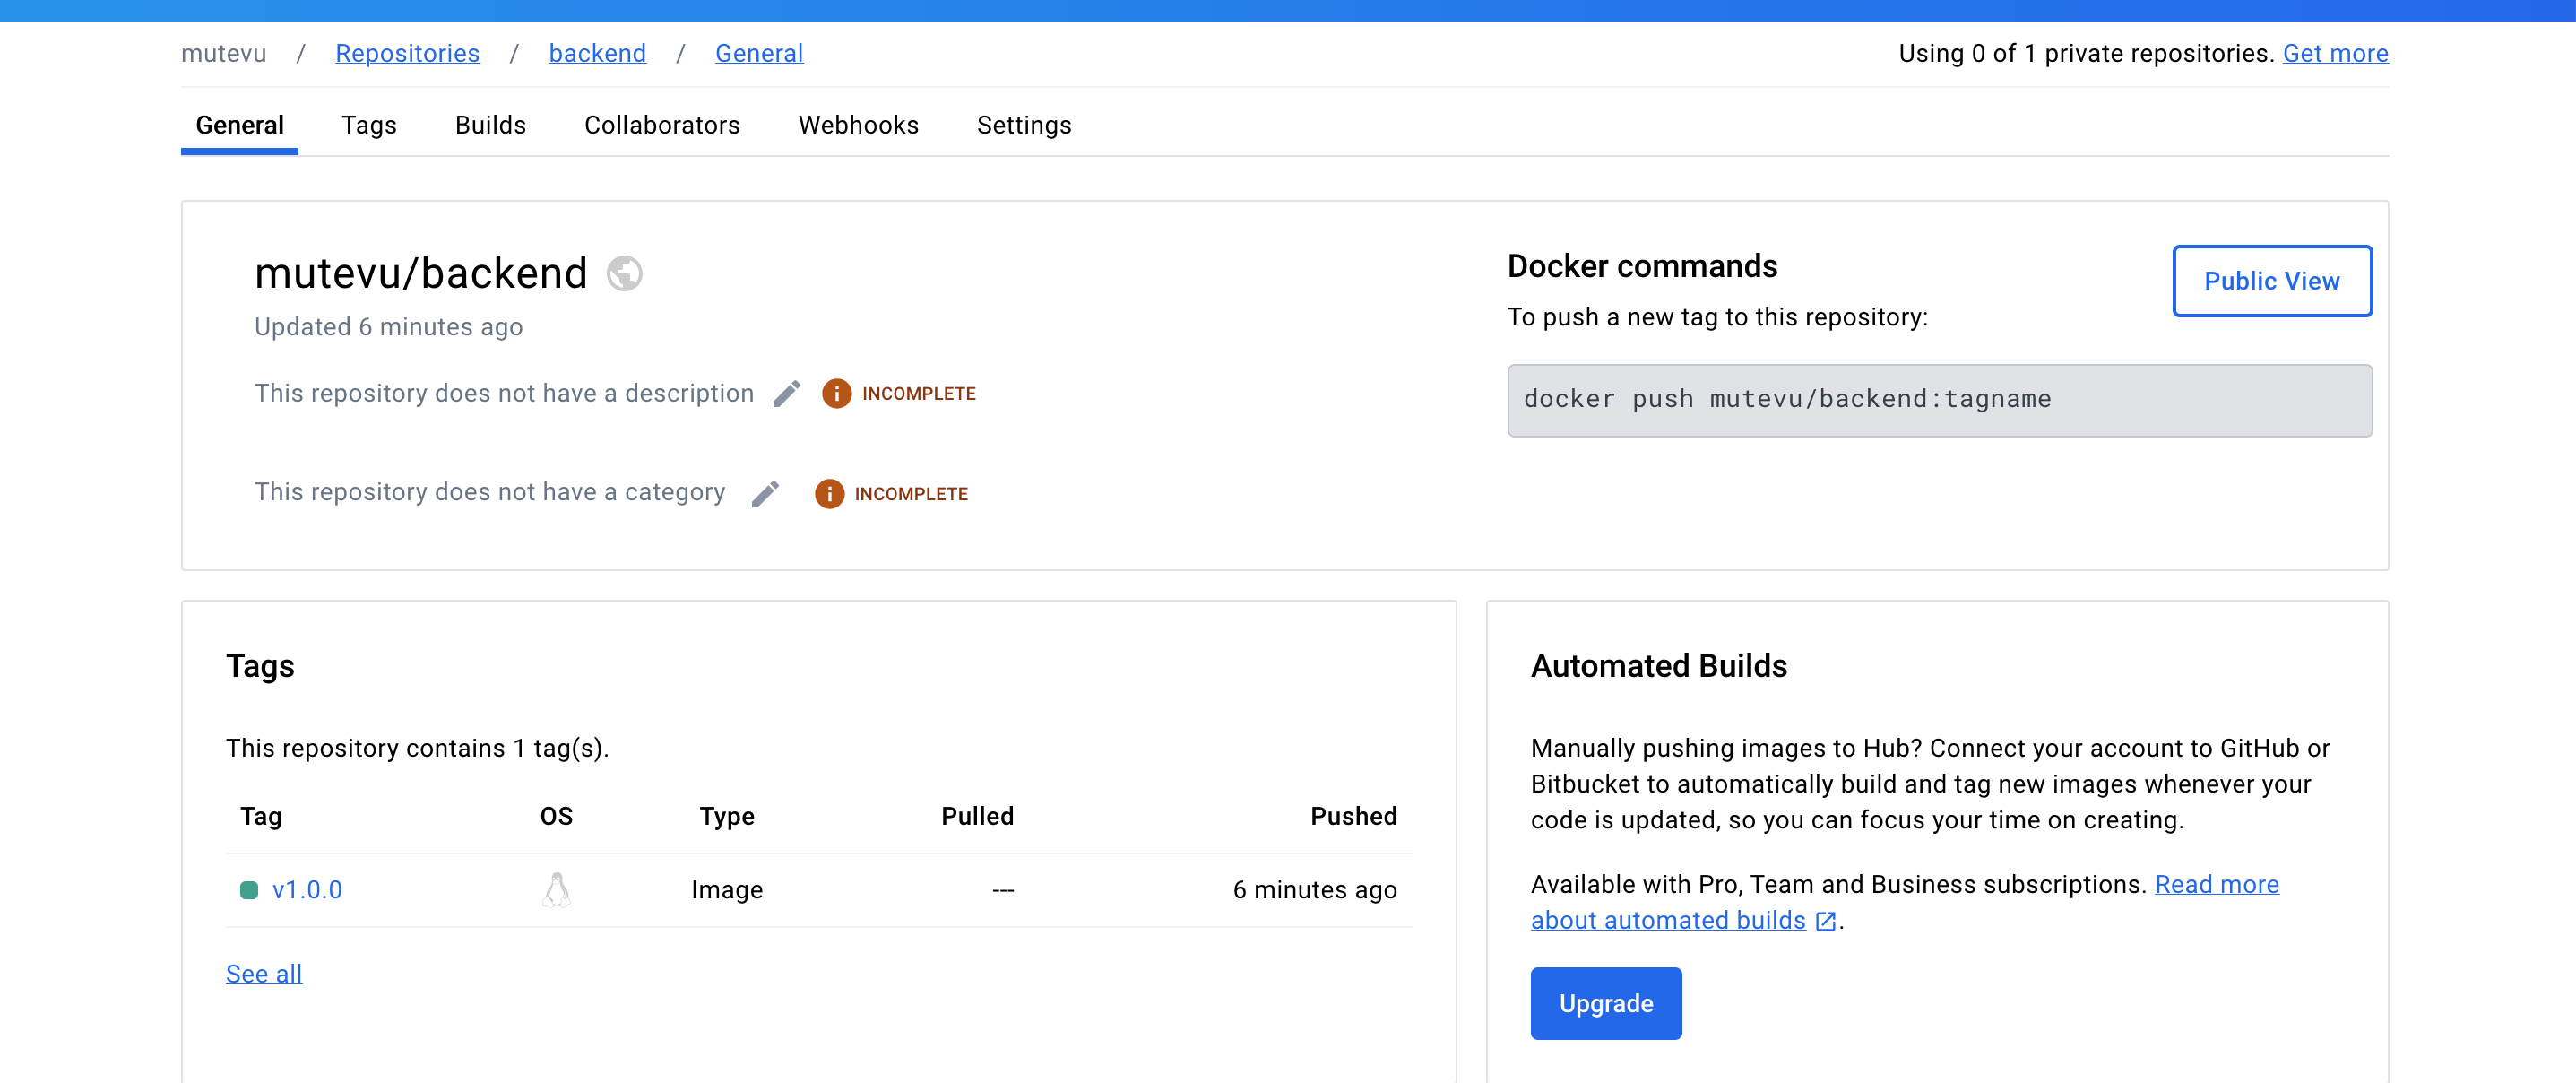 mutevu / Repositories / backend / General
Using 0 of 1 private repositories. Get more
General Tags Builds Collaborators Webhooks Settings
mutevu/backend
Updated 6 minutes ago
This repository does not have a description INCOMPLETE
This repository does not have a category INCOMPLETE
Docker commands
Public View
To push a new tag to this repository:
docker push mutevu/backend:tagname
Tags
This repository contains 1 tag(s).
Tag OS Type Pulled Pushed
v1.0.0 Image --- 6 minutes ago
See all
Automated Builds
Manually pushing images to Hub? Connect your account to GitHub or
Bitbucket to automatically build and tag new images whenever your
code is updated, so you can focus your time on creating.
Available with Pro, Team and Business subscriptions. Read more
about automated builds .
Upgrade